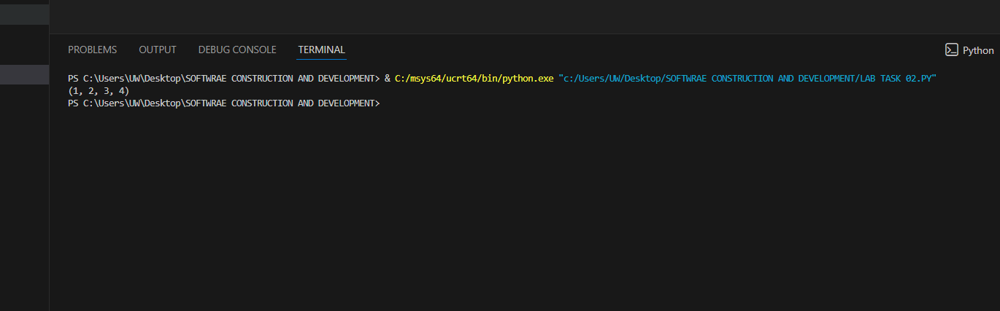 PROBLEMS OUTPUT DEBUG CONSOLE TERMINAL Python
PS C:\Users\UW\Desktop\SOFTWRAE CONSTRUCTION AND DEVELOPMENT> & C:/msys64/ucrt64/bin/python.exe "c:/Users/UW/Desktop/SOFTWRAE CONSTRUCTION AND DEVELOPMENT/LAB TASK 02.PY"
(1, 2, 3, 4)
PS C:\Users\UW\Desktop\SOFTWRAE CONSTRUCTION AND DEVELOPMENT>